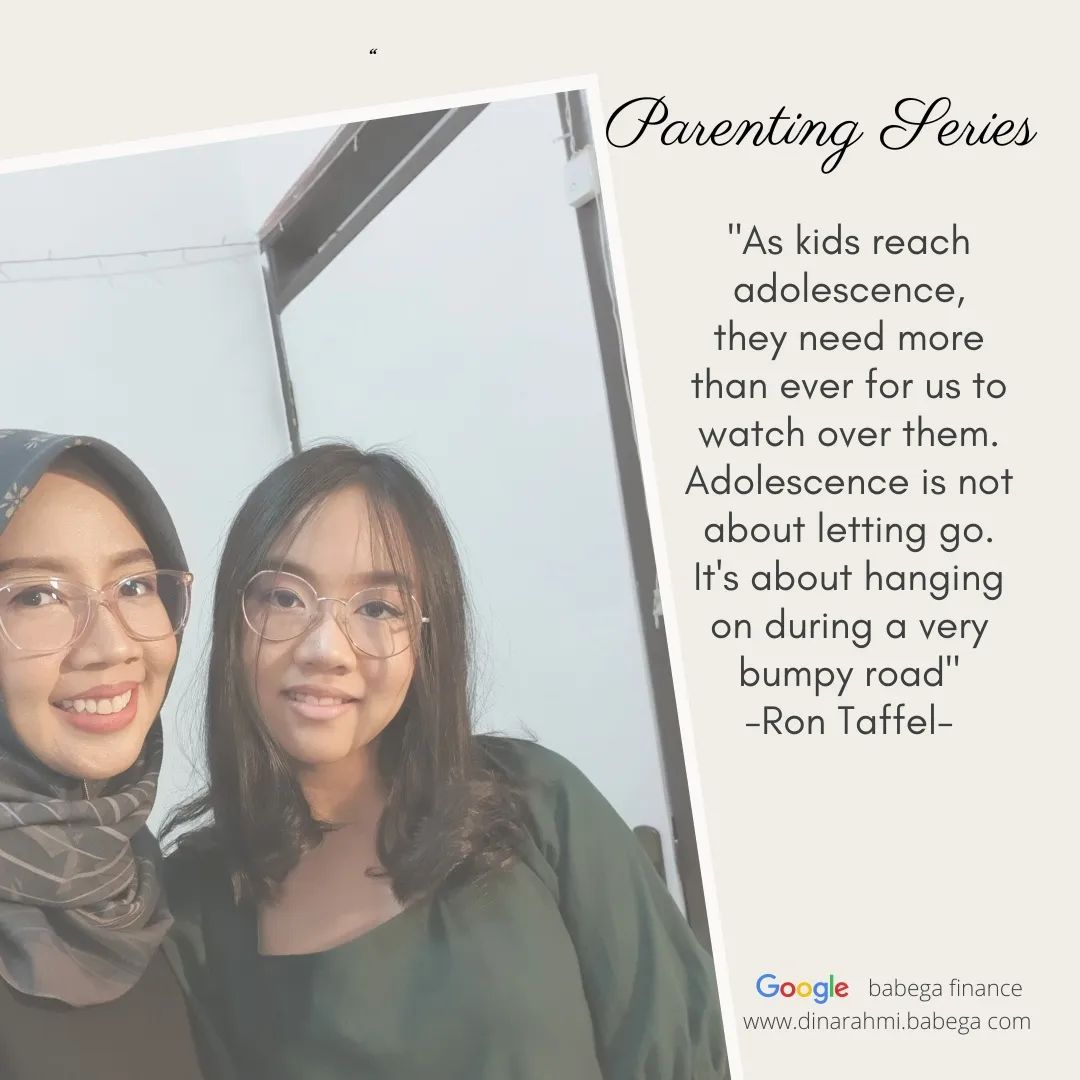 “
Parenting Series
"As kids reach
adolescence,
they need more
than ever for us to
watch over them.
Adolescence is not
about letting go.
It's about hanging
on during a very
bumpy road"
-Ron Taffel-
Google babega finance
www.dinarahmi.babega com